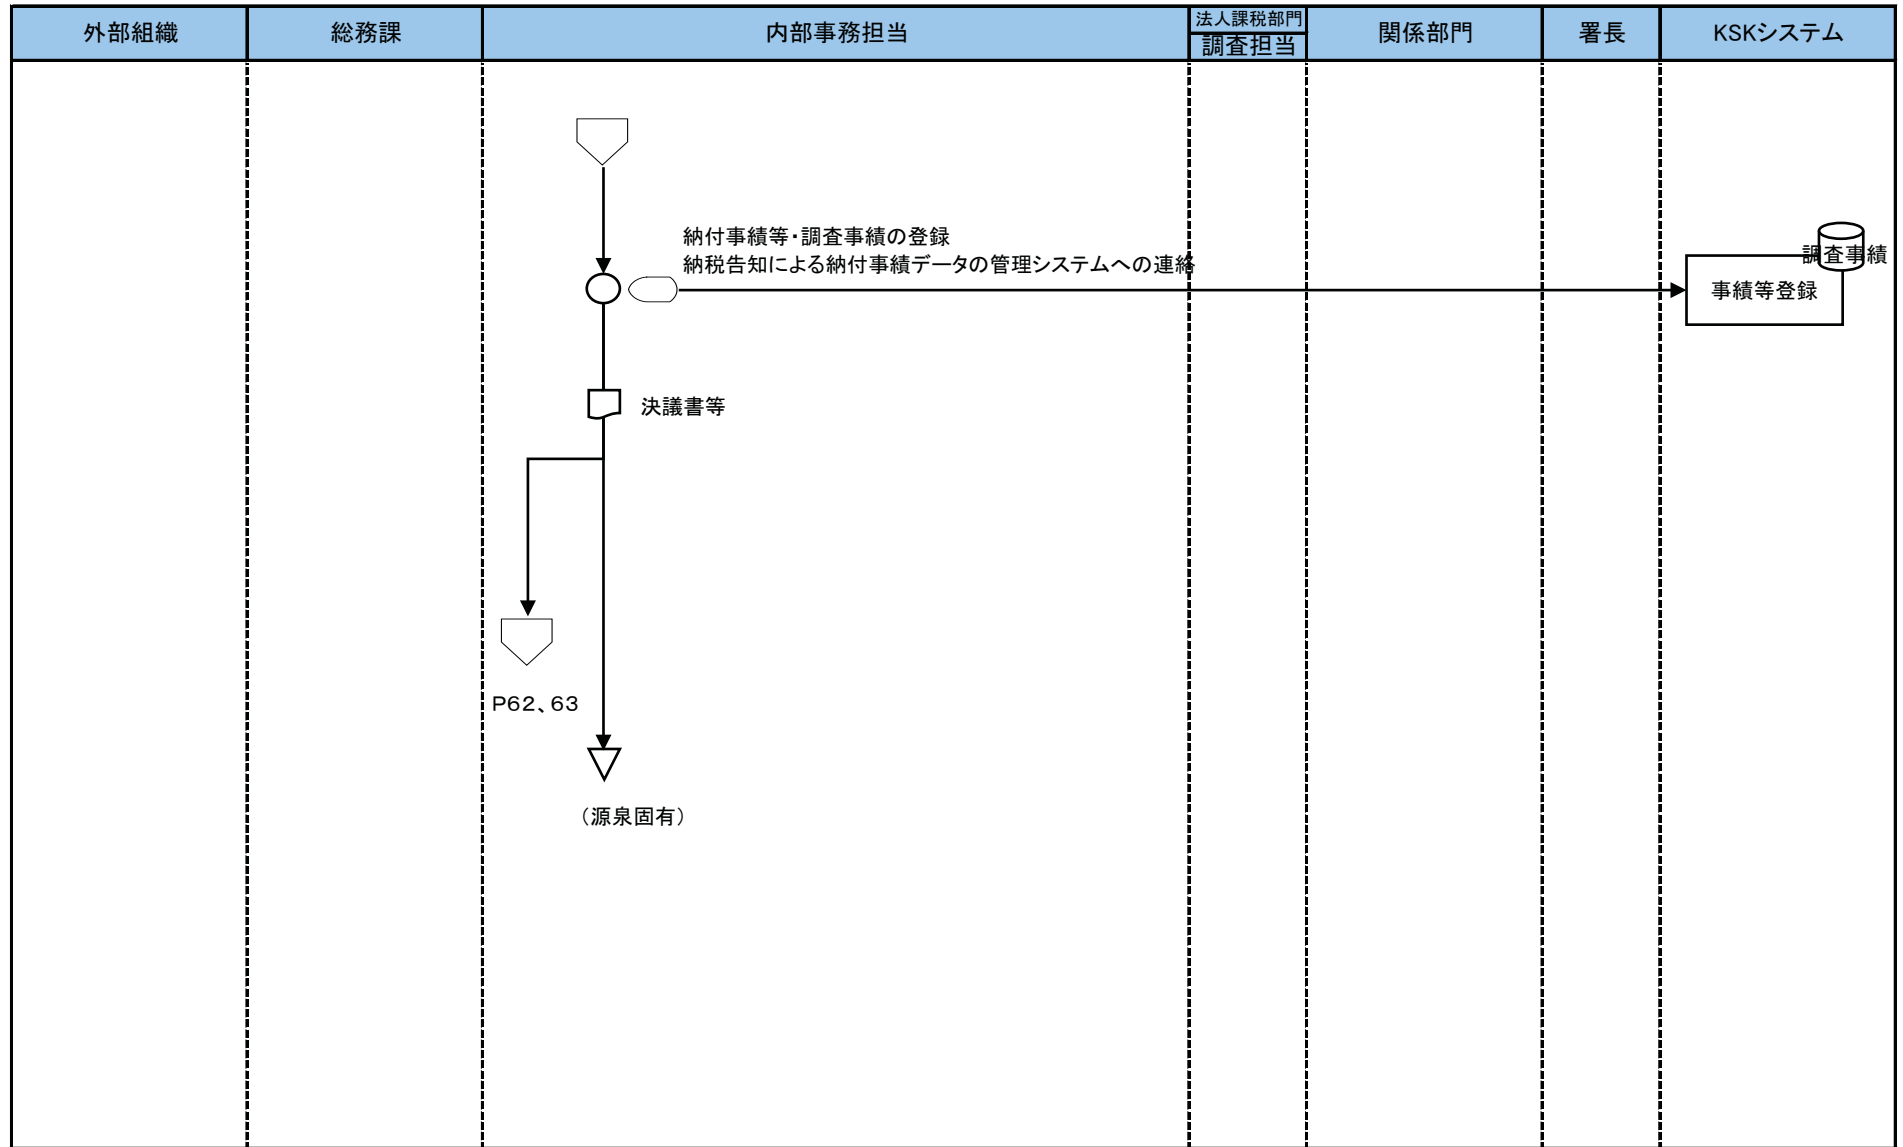 外部組織
総務課
内部事務担当
法人課税部門
調査担当
関係部門
署長
KSKシステム
納付事績等・調査事績の登録
納税告知による納付事績データの管理システムへの連絡
調査事績
事績等登録
決議書等
P62、63
（源泉固有）